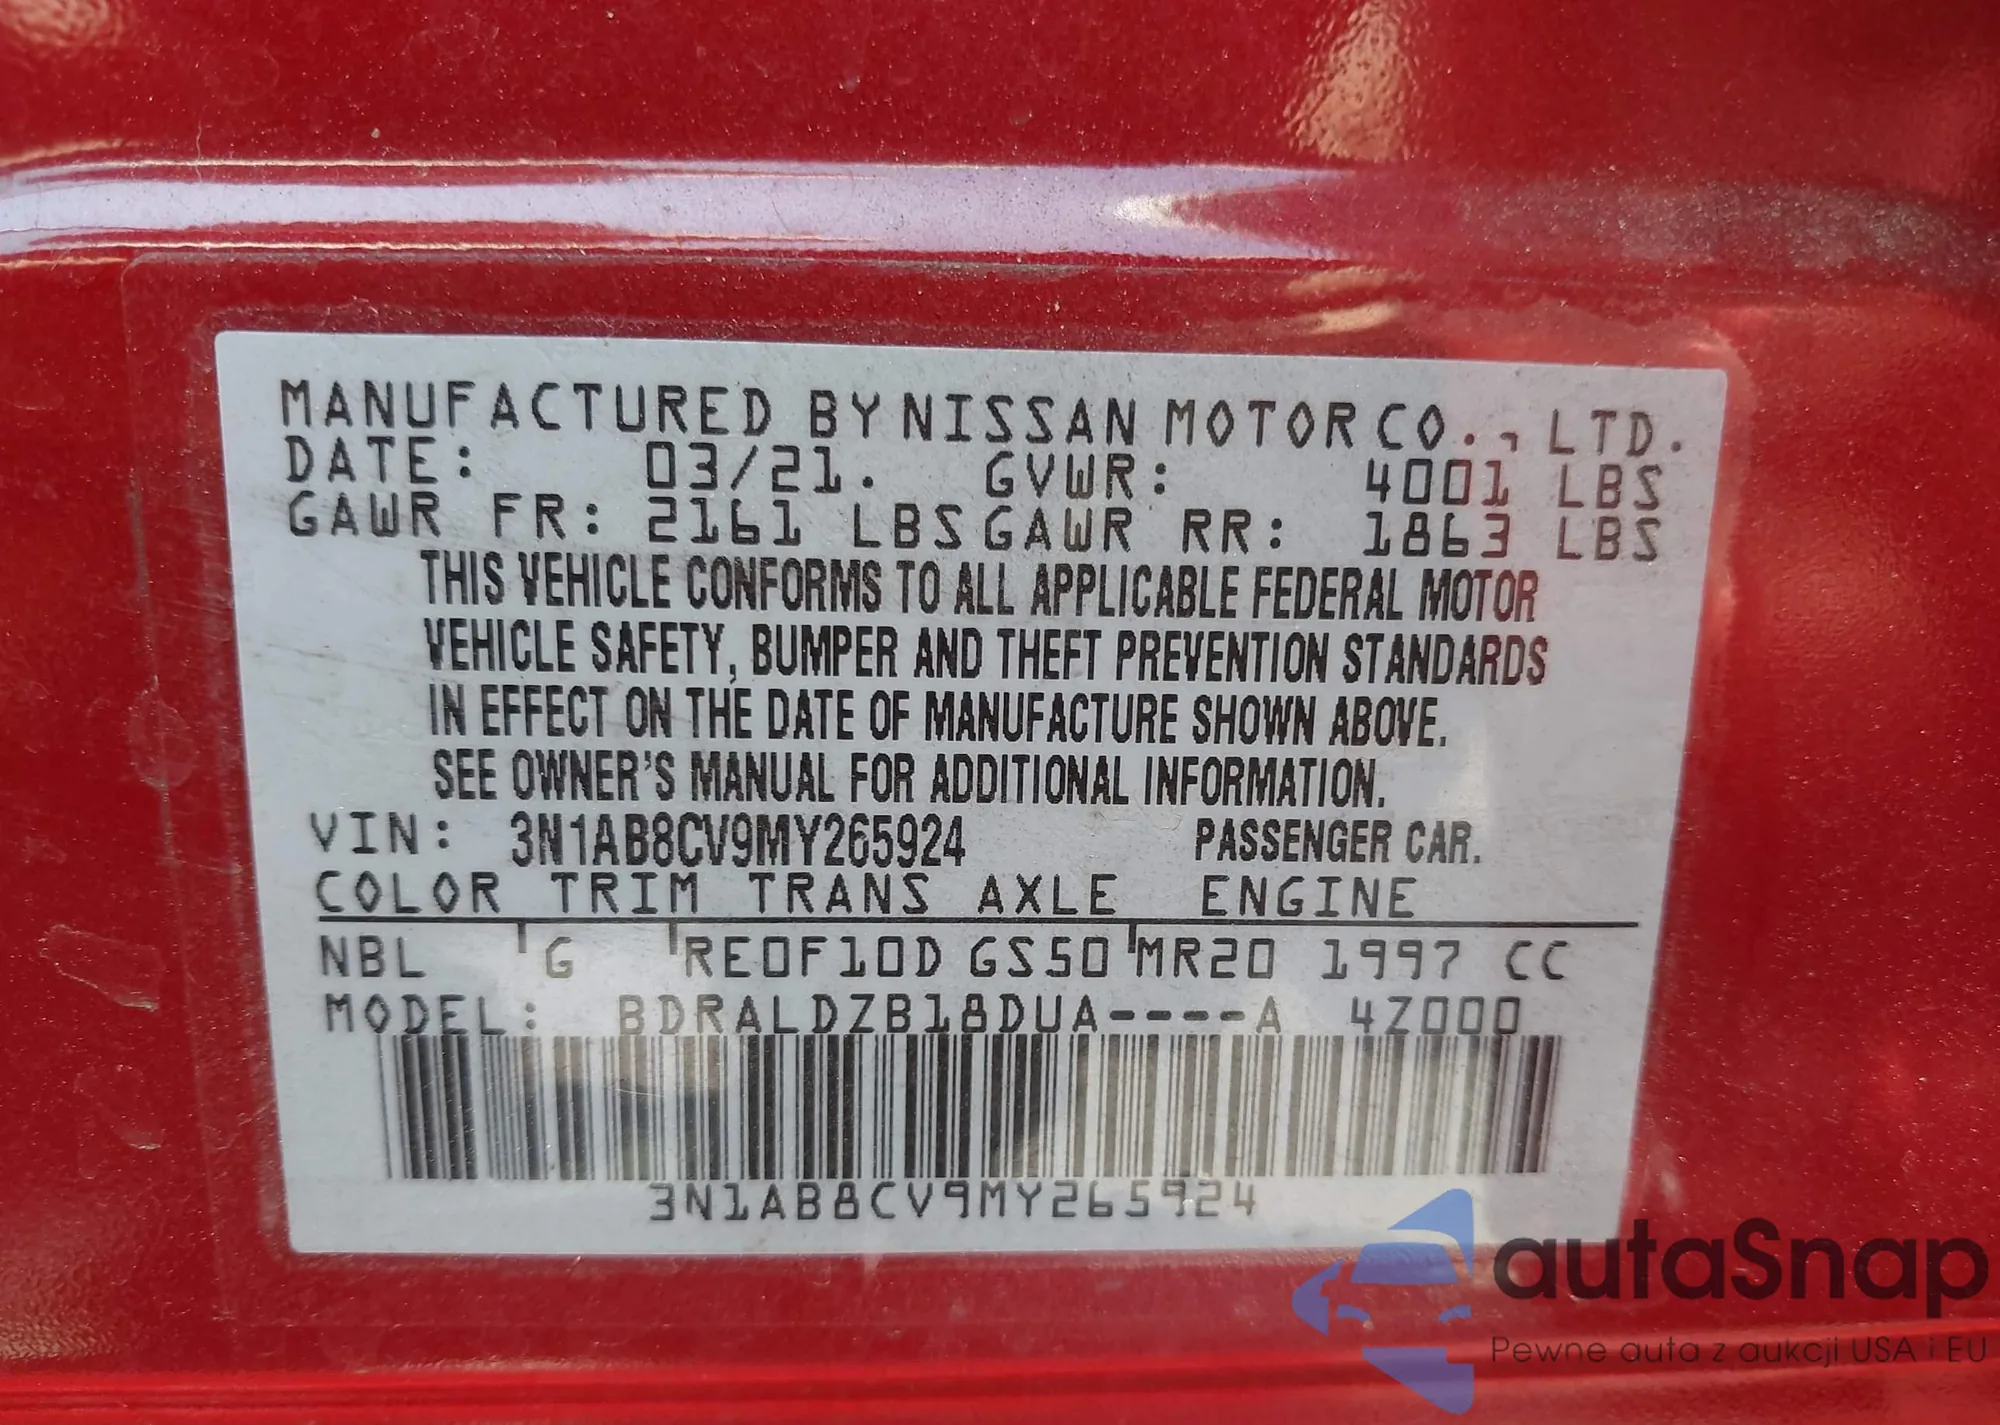 MANUFACTURED BY NISSAN MOTOR CO., LTD.
DATE: 03/21. GVWR: 4001 LBS
GAWR FR: 2161 LBS GAWR RR: 1863 LBS
THIS VEHICLE CONFORMS TO ALL APPLICABLE FEDERAL MOTOR
VEHICLE SAFETY, BUMPER AND THEFT PREVENTION STANDARDS
IN EFFECT ON THE DATE OF MANUFACTURE SHOWN ABOVE.
SEE OWNER'S MANUAL FOR ADDITIONAL INFORMATION.
VIN: 3N1AB8CV9MY265924 PASSENGER CAR.
COLOR TRIM TRANS AXLE ENGINE
NBL G RE0F10D GS50 MR20 1997 CC
MODEL: BDRALDZB18DUA----A 4Z000
3N1AB8CV9MY265924
autaSnap
Pewne auta z aukcji USA i EU